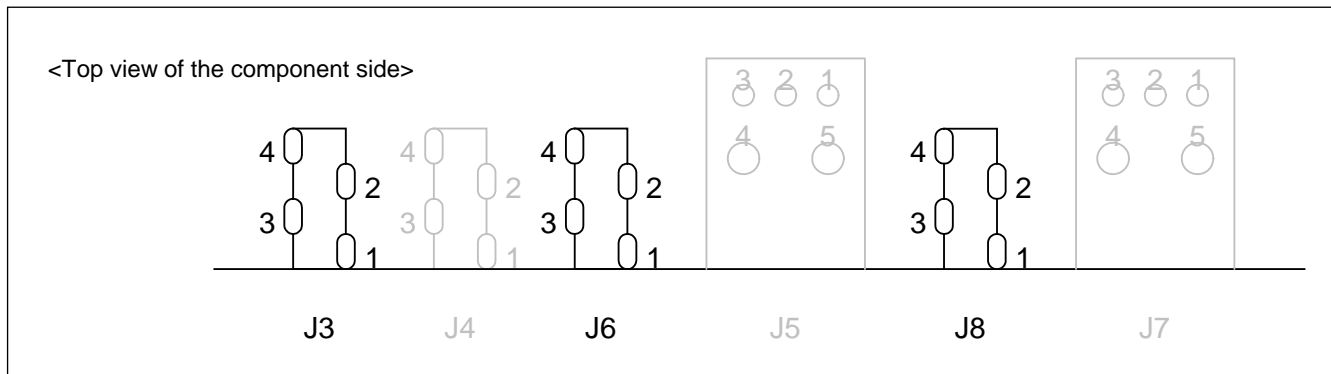 <Top view of the component side>
3 2 1 3 2 1
4 4 4 4 5 4 4 5
2 2 2 2
3 3 3 3
1 1 1 1
J3 J4 J6 J5 J8 J7